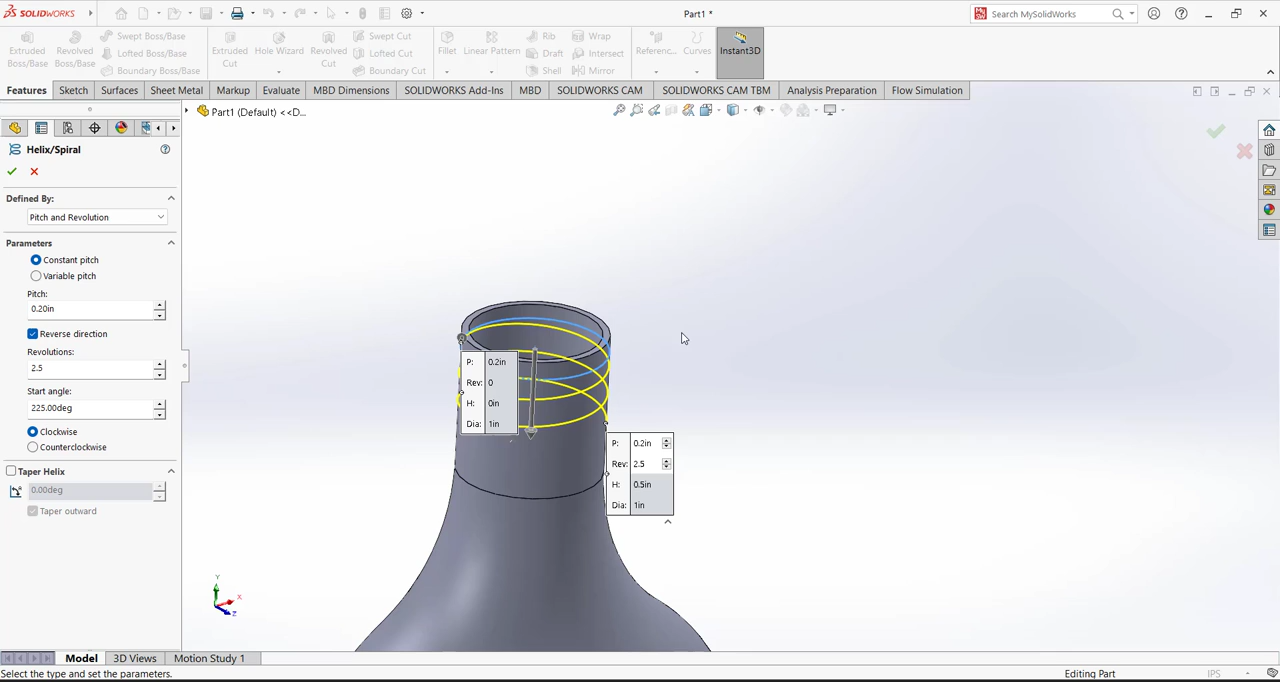 SOLIDWORKS
Part1 *
Search MySolidWorks
Extruded Boss/Base
Revolved Boss/Base
Swept Boss/Base
Lofted Boss/Base
Boundary Boss/Base
Extruded Cut
Hole Wizard
Revolved Cut
Swept Cut
Lofted Cut
Boundary Cut
Fillet
Linear Pattern
Rib
Draft
Shell
Wrap
Intersect
Mirror
Referenc...
Curves
Instant3D
Features
Sketch
Surfaces
Sheet Metal
Markup
Evaluate
MBD Dimensions
SOLIDWORKS Add-Ins
MBD
SOLIDWORKS CAM
SOLIDWORKS CAM TBM
Analysis Preparation
Flow Simulation
Part1 (Default) <<D...
Helix/Spiral
Defined By:
Pitch and Revolution
Parameters
Constant pitch
Variable pitch
Pitch:
0.20in
Reverse direction
Revolutions:
2.5
Start angle:
225.00deg
Clockwise
Counterclockwise
Taper Helix
0.00deg
Taper outward
P: 0.2in
Rev: 0
H: 0in
Dia: 1in
P: 0.2in
Rev: 2.5
H: 0.5in
Dia: 1in
Y
X
Z
Model
3D Views
Motion Study 1
Select the type and set the parameters.
Editing Part
IPS